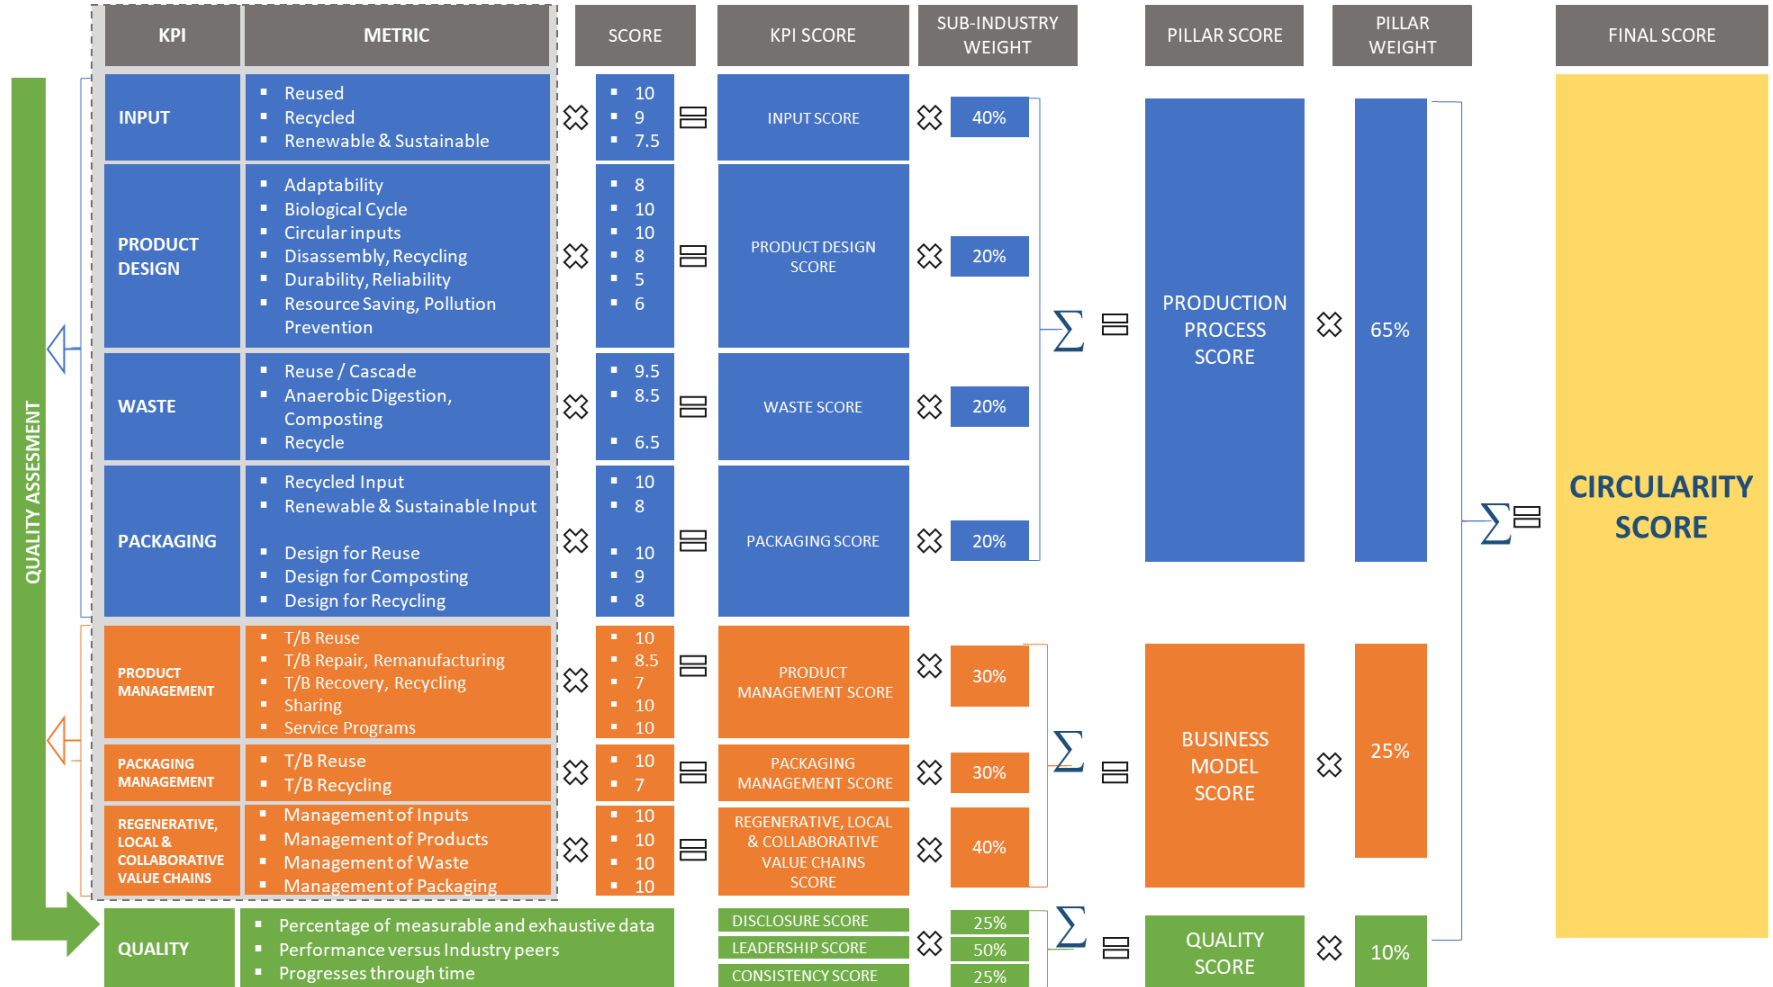 KPI
METRIC
SCORE
KPI SCORE
SUB-INDUSTRY
WEIGHT
PILLAR SCORE
PILLAR
WEIGHT
FINAL SCORE
QUALITY ASSESMENT
INPUT
▪ Reused
▪ Recycled
▪ Renewable & Sustainable
▪ 10
▪ 9
▪ 7.5
INPUT SCORE
40%
PRODUCT
DESIGN
▪ Adaptability
▪ Biological Cycle
▪ Circular inputs
▪ Disassembly, Recycling
▪ Durability, Reliability
▪ Resource Saving, Pollution
Prevention
▪ 8
▪ 10
▪ 10
▪ 8
▪ 5
▪ 6
PRODUCT DESIGN
SCORE
20%
WASTE
▪ Reuse / Cascade
▪ Anaerobic Digestion,
Composting
▪ Recycle
▪ 9.5
▪ 8.5
▪ 6.5
WASTE SCORE
20%
PACKAGING
▪ Recycled Input
▪ Renewable & Sustainable Input
▪ Design for Reuse
▪ Design for Composting
▪ Design for Recycling
▪ 10
▪ 8
▪ 10
▪ 9
▪ 8
PACKAGING SCORE
20%
∑
PRODUCTION
PROCESS
SCORE
65%
PRODUCT
MANAGEMENT
▪ T/B Reuse
▪ T/B Repair, Remanufacturing
▪ T/B Recovery, Recycling
▪ Sharing
▪ Service Programs
▪ 10
▪ 8.5
▪ 7
▪ 10
▪ 10
PRODUCT
MANAGEMENT SCORE
30%
PACKAGING
MANAGEMENT
▪ T/B Reuse
▪ T/B Recycling
▪ 10
▪ 7
PACKAGING
MANAGEMENT SCORE
30%
REGENERATIVE,
LOCAL &
COLLABORATIVE
VALUE CHAINS
▪ Management of Inputs
▪ Management of Products
▪ Management of Waste
▪ Management of Packaging
▪ 10
▪ 10
▪ 10
▪ 10
REGENERATIVE, LOCAL
& COLLABORATIVE
VALUE CHAINS
SCORE
40%
∑
BUSINESS
MODEL
SCORE
25%
QUALITY
▪ Percentage of measurable and exhaustive data
▪ Performance versus Industry peers
▪ Progresses through time
DISCLOSURE SCORE
LEADERSHIP SCORE
CONSISTENCY SCORE
25%
50%
25%
∑
QUALITY
SCORE
10%
∑
CIRCULARITY
SCORE